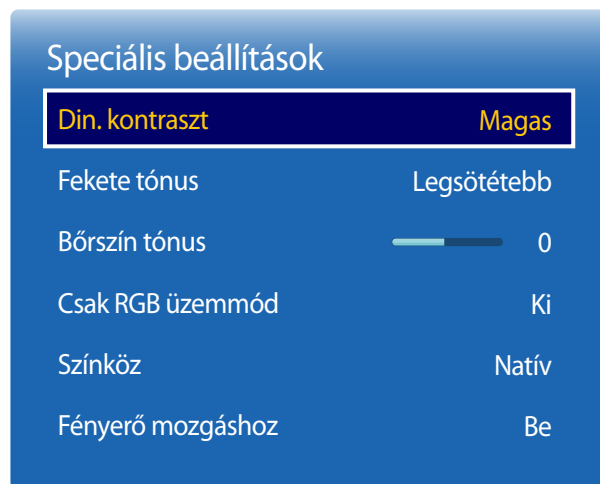 Speciális beállítások
Din. kontraszt Magas
Fekete tónus Legsötétebb
Bőrszín tónus 0
Csak RGB üzemmód Ki
Színköz Natív
Fényerő mozgáshoz Be